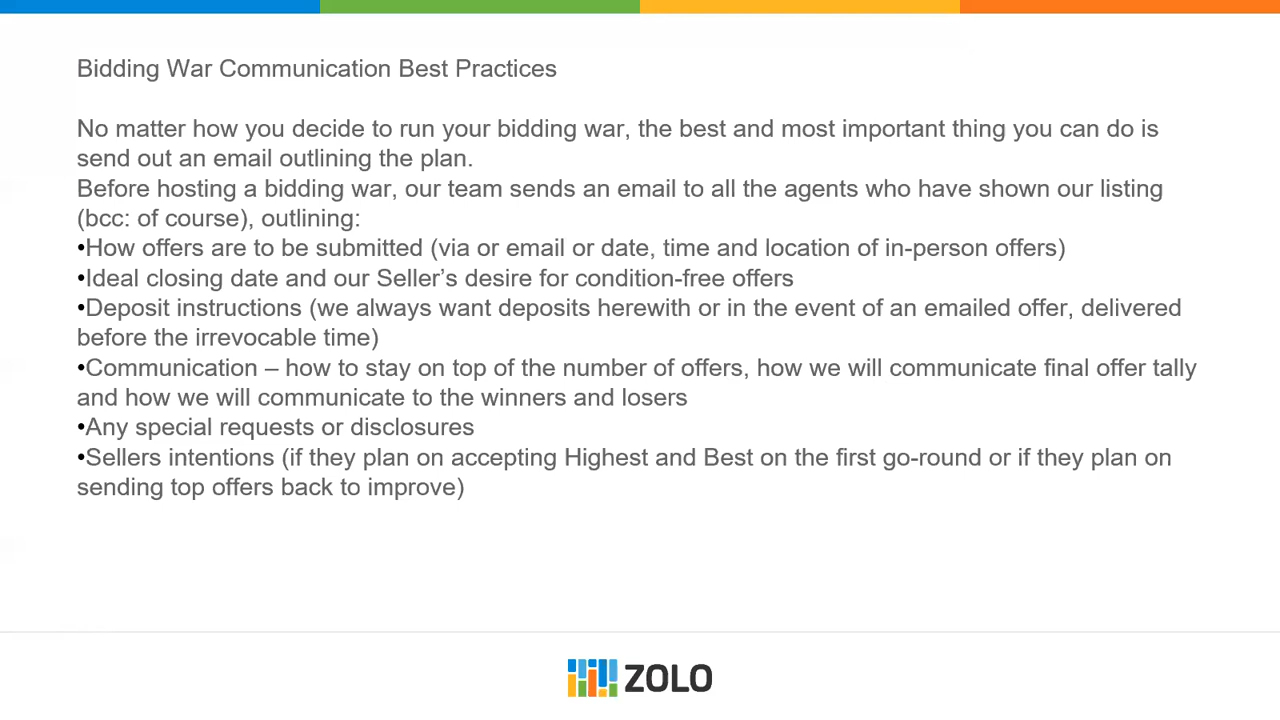 Bidding War Communication Best Practices
No matter how you decide to run your bidding war, the best and most important thing you can do is
send out an email outlining the plan.
Before hosting a bidding war, our team sends an email to all the agents who have shown our listing
(bcc: of course), outlining:
•How offers are to be submitted (via or email or date, time and location of in-person offers)
•Ideal closing date and our Seller’s desire for condition-free offers
•Deposit instructions (we always want deposits herewith or in the event of an emailed offer, delivered
before the irrevocable time)
•Communication – how to stay on top of the number of offers, how we will communicate final offer tally
and how we will communicate to the winners and losers
•Any special requests or disclosures
•Sellers intentions (if they plan on accepting Highest and Best on the first go-round or if they plan on
sending top offers back to improve)
ZOLO